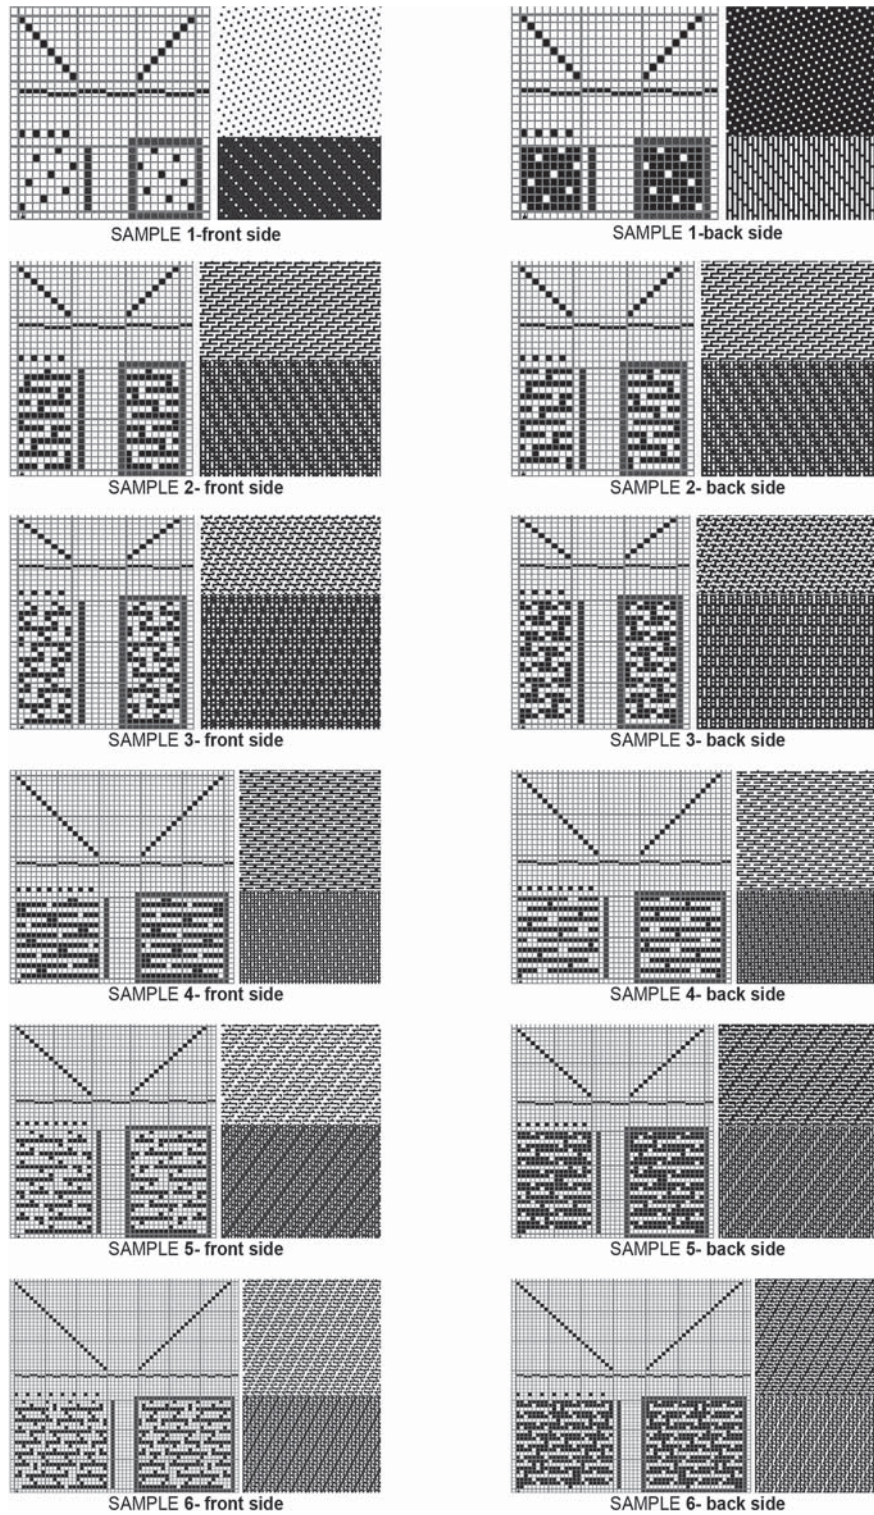 SAMPLE 1-front side
SAMPLE 1-back side
SAMPLE 2- front side
SAMPLE 2- back side
SAMPLE 3- front side
SAMPLE 3- back side
SAMPLE 4- front side
SAMPLE 4- back side
SAMPLE 5- front side
SAMPLE 5- back side
SAMPLE 6- front side
SAMPLE 6- back side